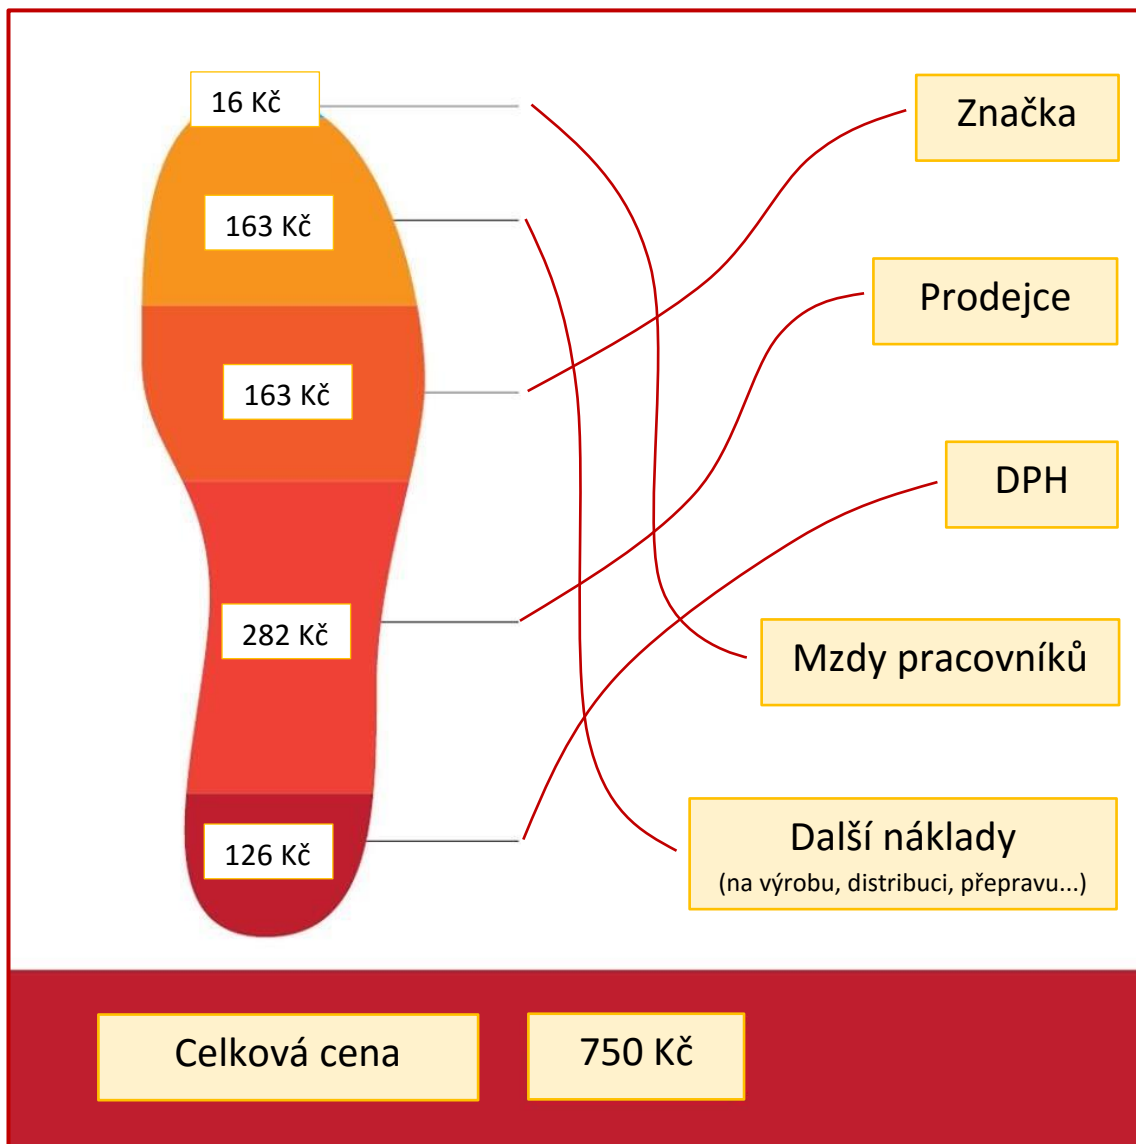 16 Kč
Značka
163 Kč
Prodejce
163 Kč
DPH
282 Kč
Mzdy pracovníků
126 Kč
Další náklady
(na výrobu, distribuci, přepravu...)
Celková cena
750 Kč